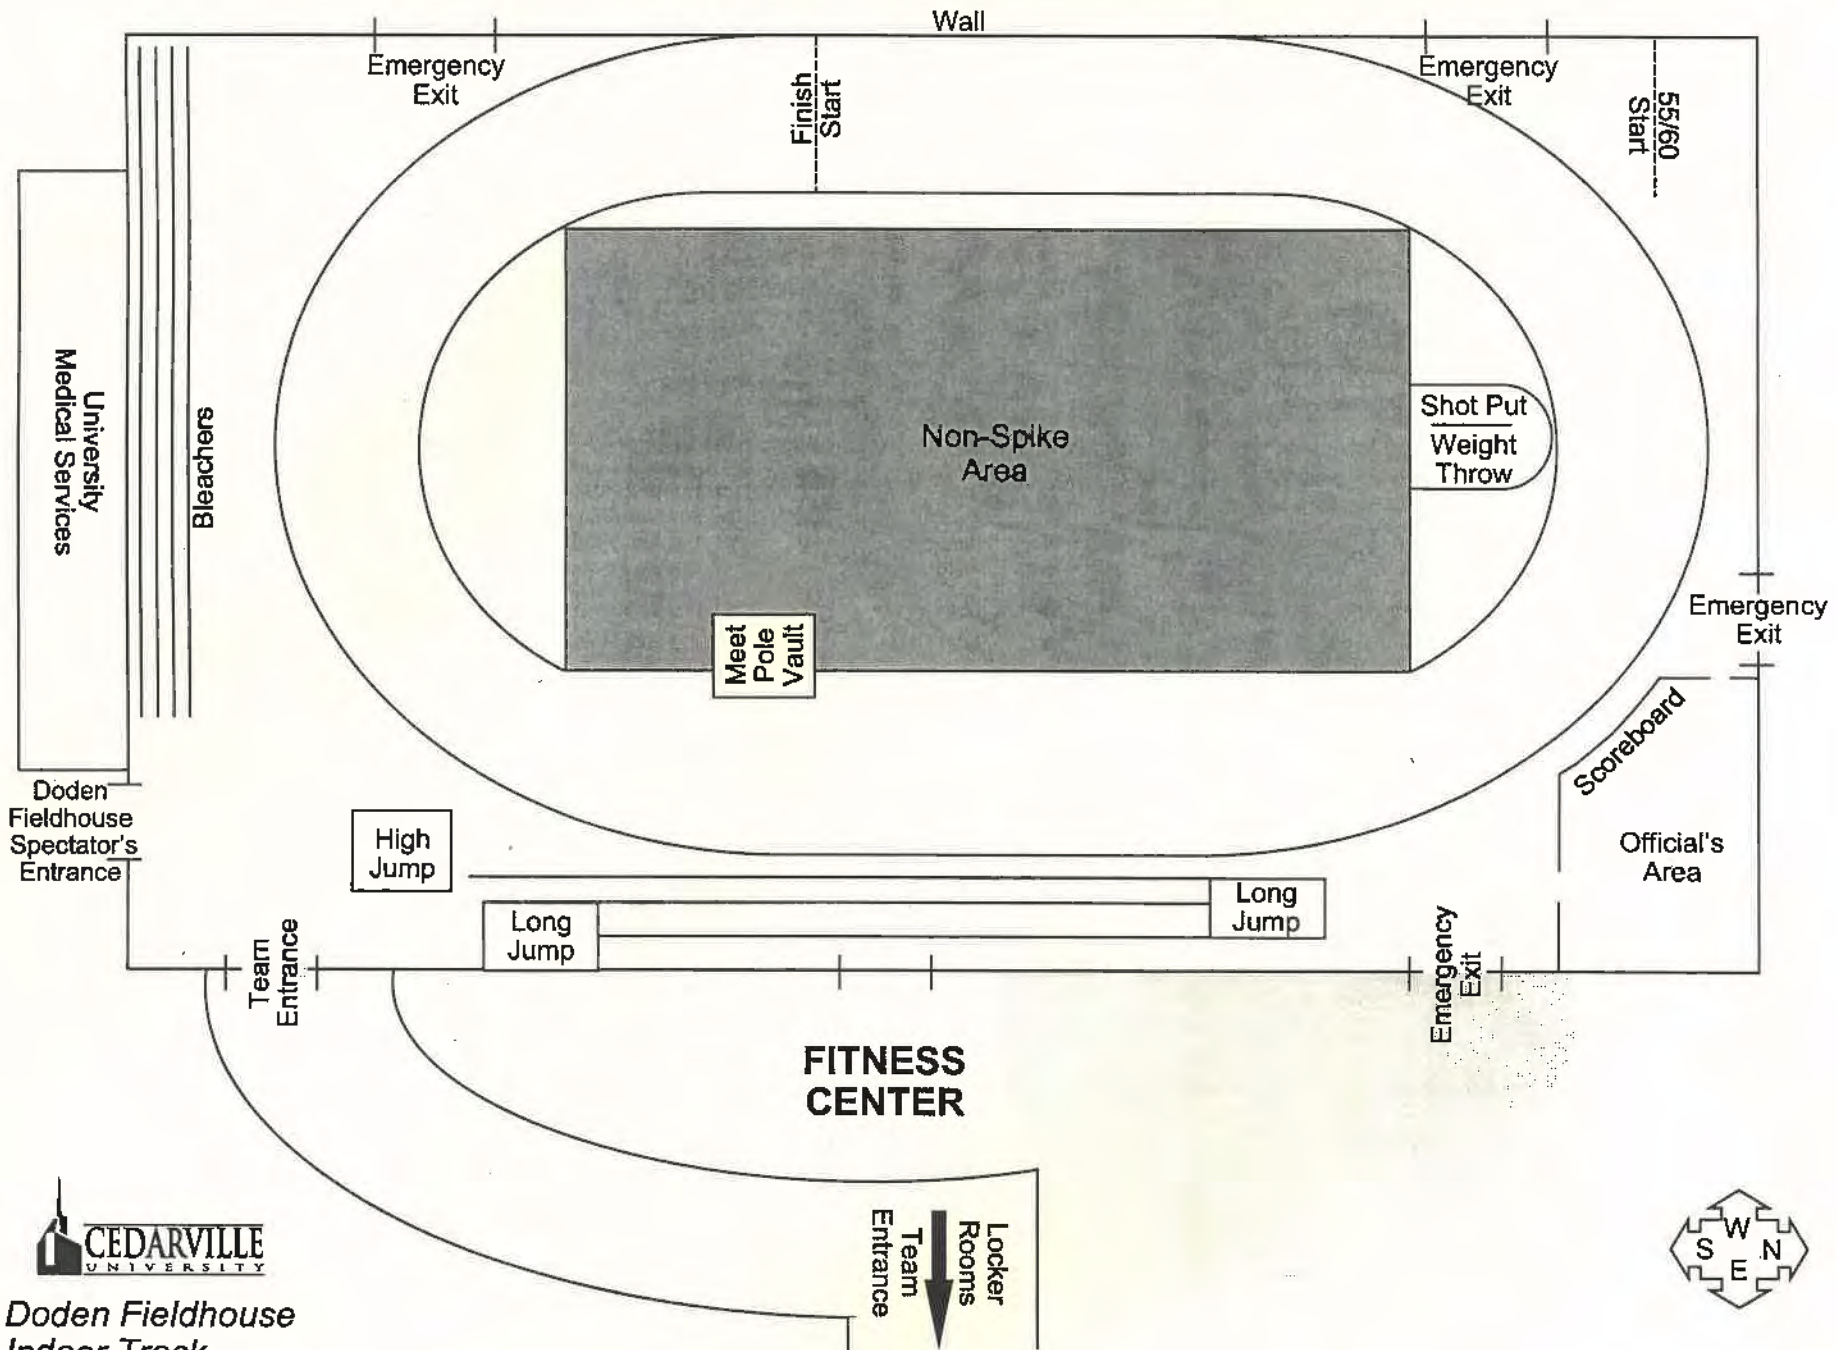 Wall
Emergency
Exit
Finish
Start
Emergency
Exit
55/60
Start
University
Medical Services
Bleachers
Non-Spike
Area
Shot Put
Weight
Throw
Meet
Pole
Vault
Emergency
Exit
Scoreboard
Official's
Area
Doden
Fieldhouse
Spectator's
Entrance
High
Jump
Long
Jump
Long
Jump
Team
Entrance
Emergency
Exit
FITNESS
CENTER
Locker
Rooms
Team
Entrance
CEDARVILLE
UNIVERSITY
W
S N
E
Doden Fieldhouse
Indoor Track